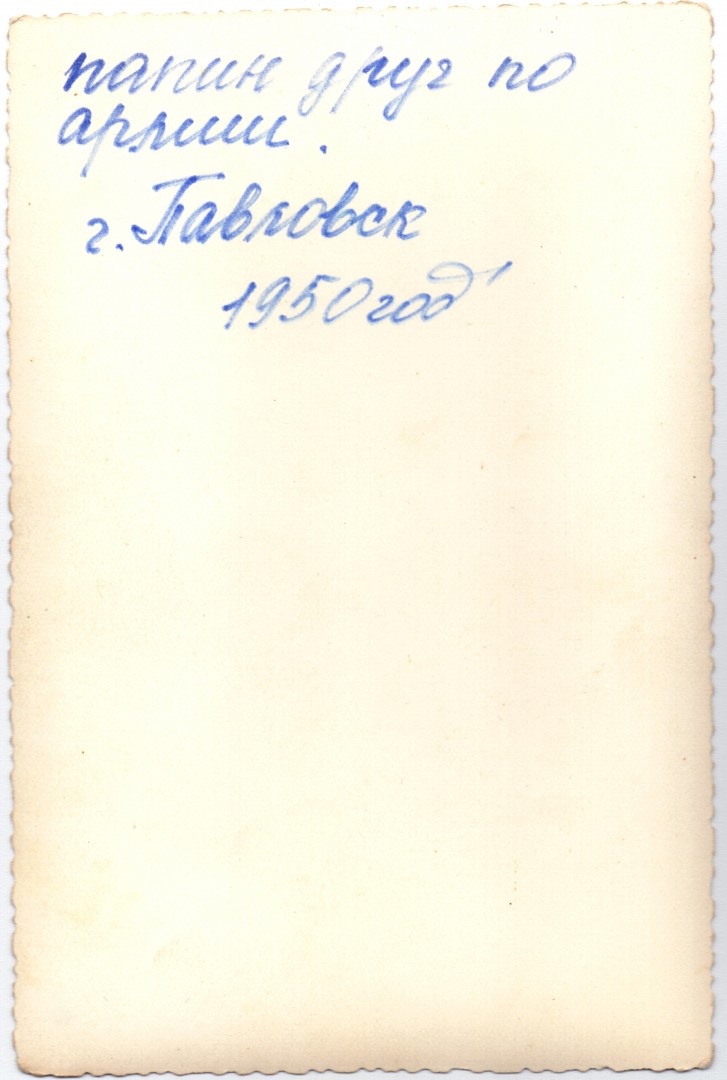 папин друг по
армии.
г. Павловск
1950 год